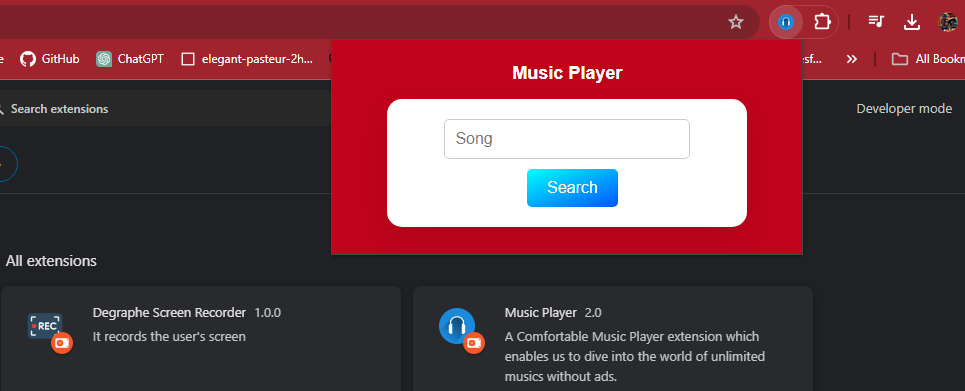 GitHub
ChatGPT
elegant-pasteur-2h...
sf...
All Bookm
Music Player
Song
Search
Search extensions
Developer mode
All extensions
REC
Degraphe Screen Recorder 1.0.0
It records the user's screen
Music Player 2.0
A Comfortable Music Player extension which
enables us to dive into the world of unlimited
musics without ads.